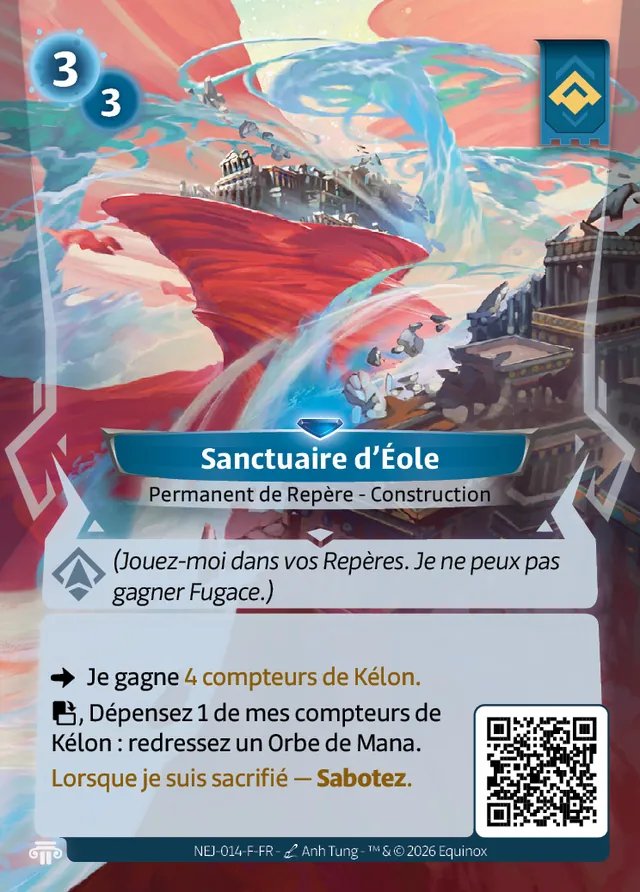 3
3
Sanctuaire d'Éole
Permanent de Repère - Construction
(Jouez-moi dans vos Repères. Je ne peux pas
gagner Fugace.)
Je gagne 4 compteurs de Kélon.
, Dépensez 1 de mes compteurs de
Kélon : redressez un Orbe de Mana.
Lorsque je suis sacrifié — Sabotez.
NEJ-014-F-FR - Anh Tung - ™ & © 2026 Equinox